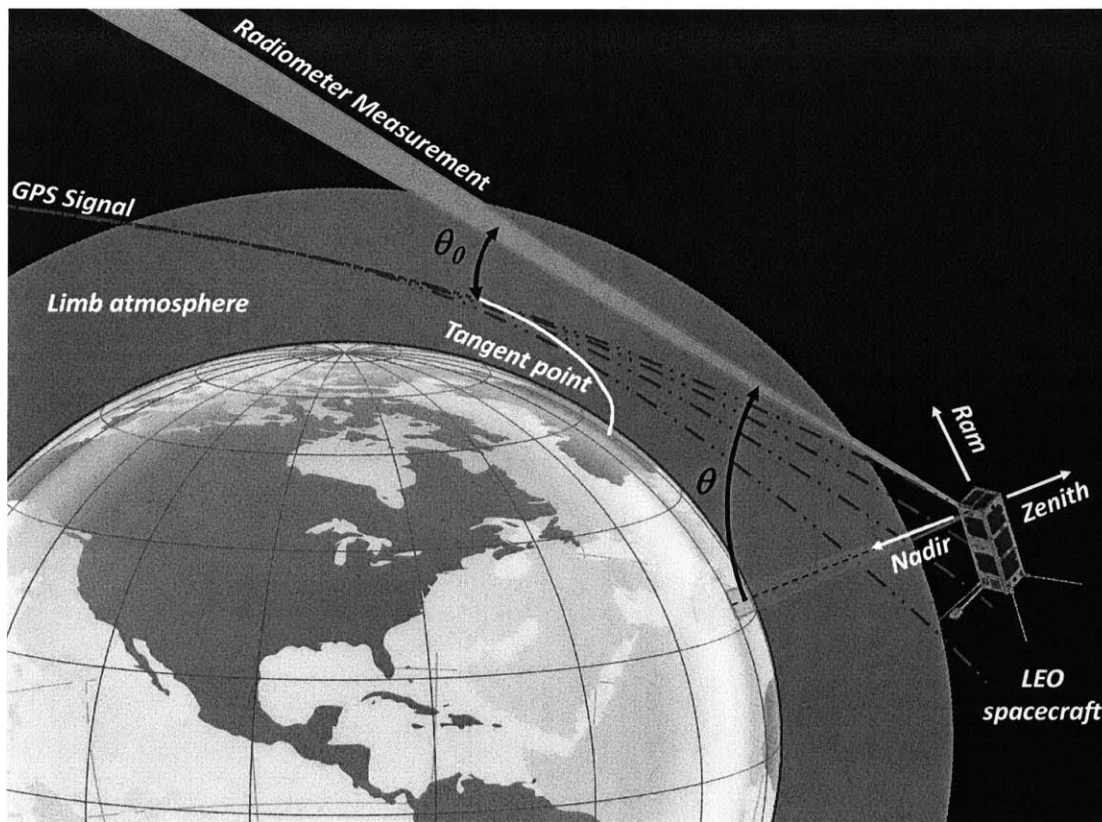 Radiometer Measurement
GPS Signal
θ₀
Limb atmosphere
Tangent point
Ram
θ
Zenith
Nadir
LEO
spacecraft